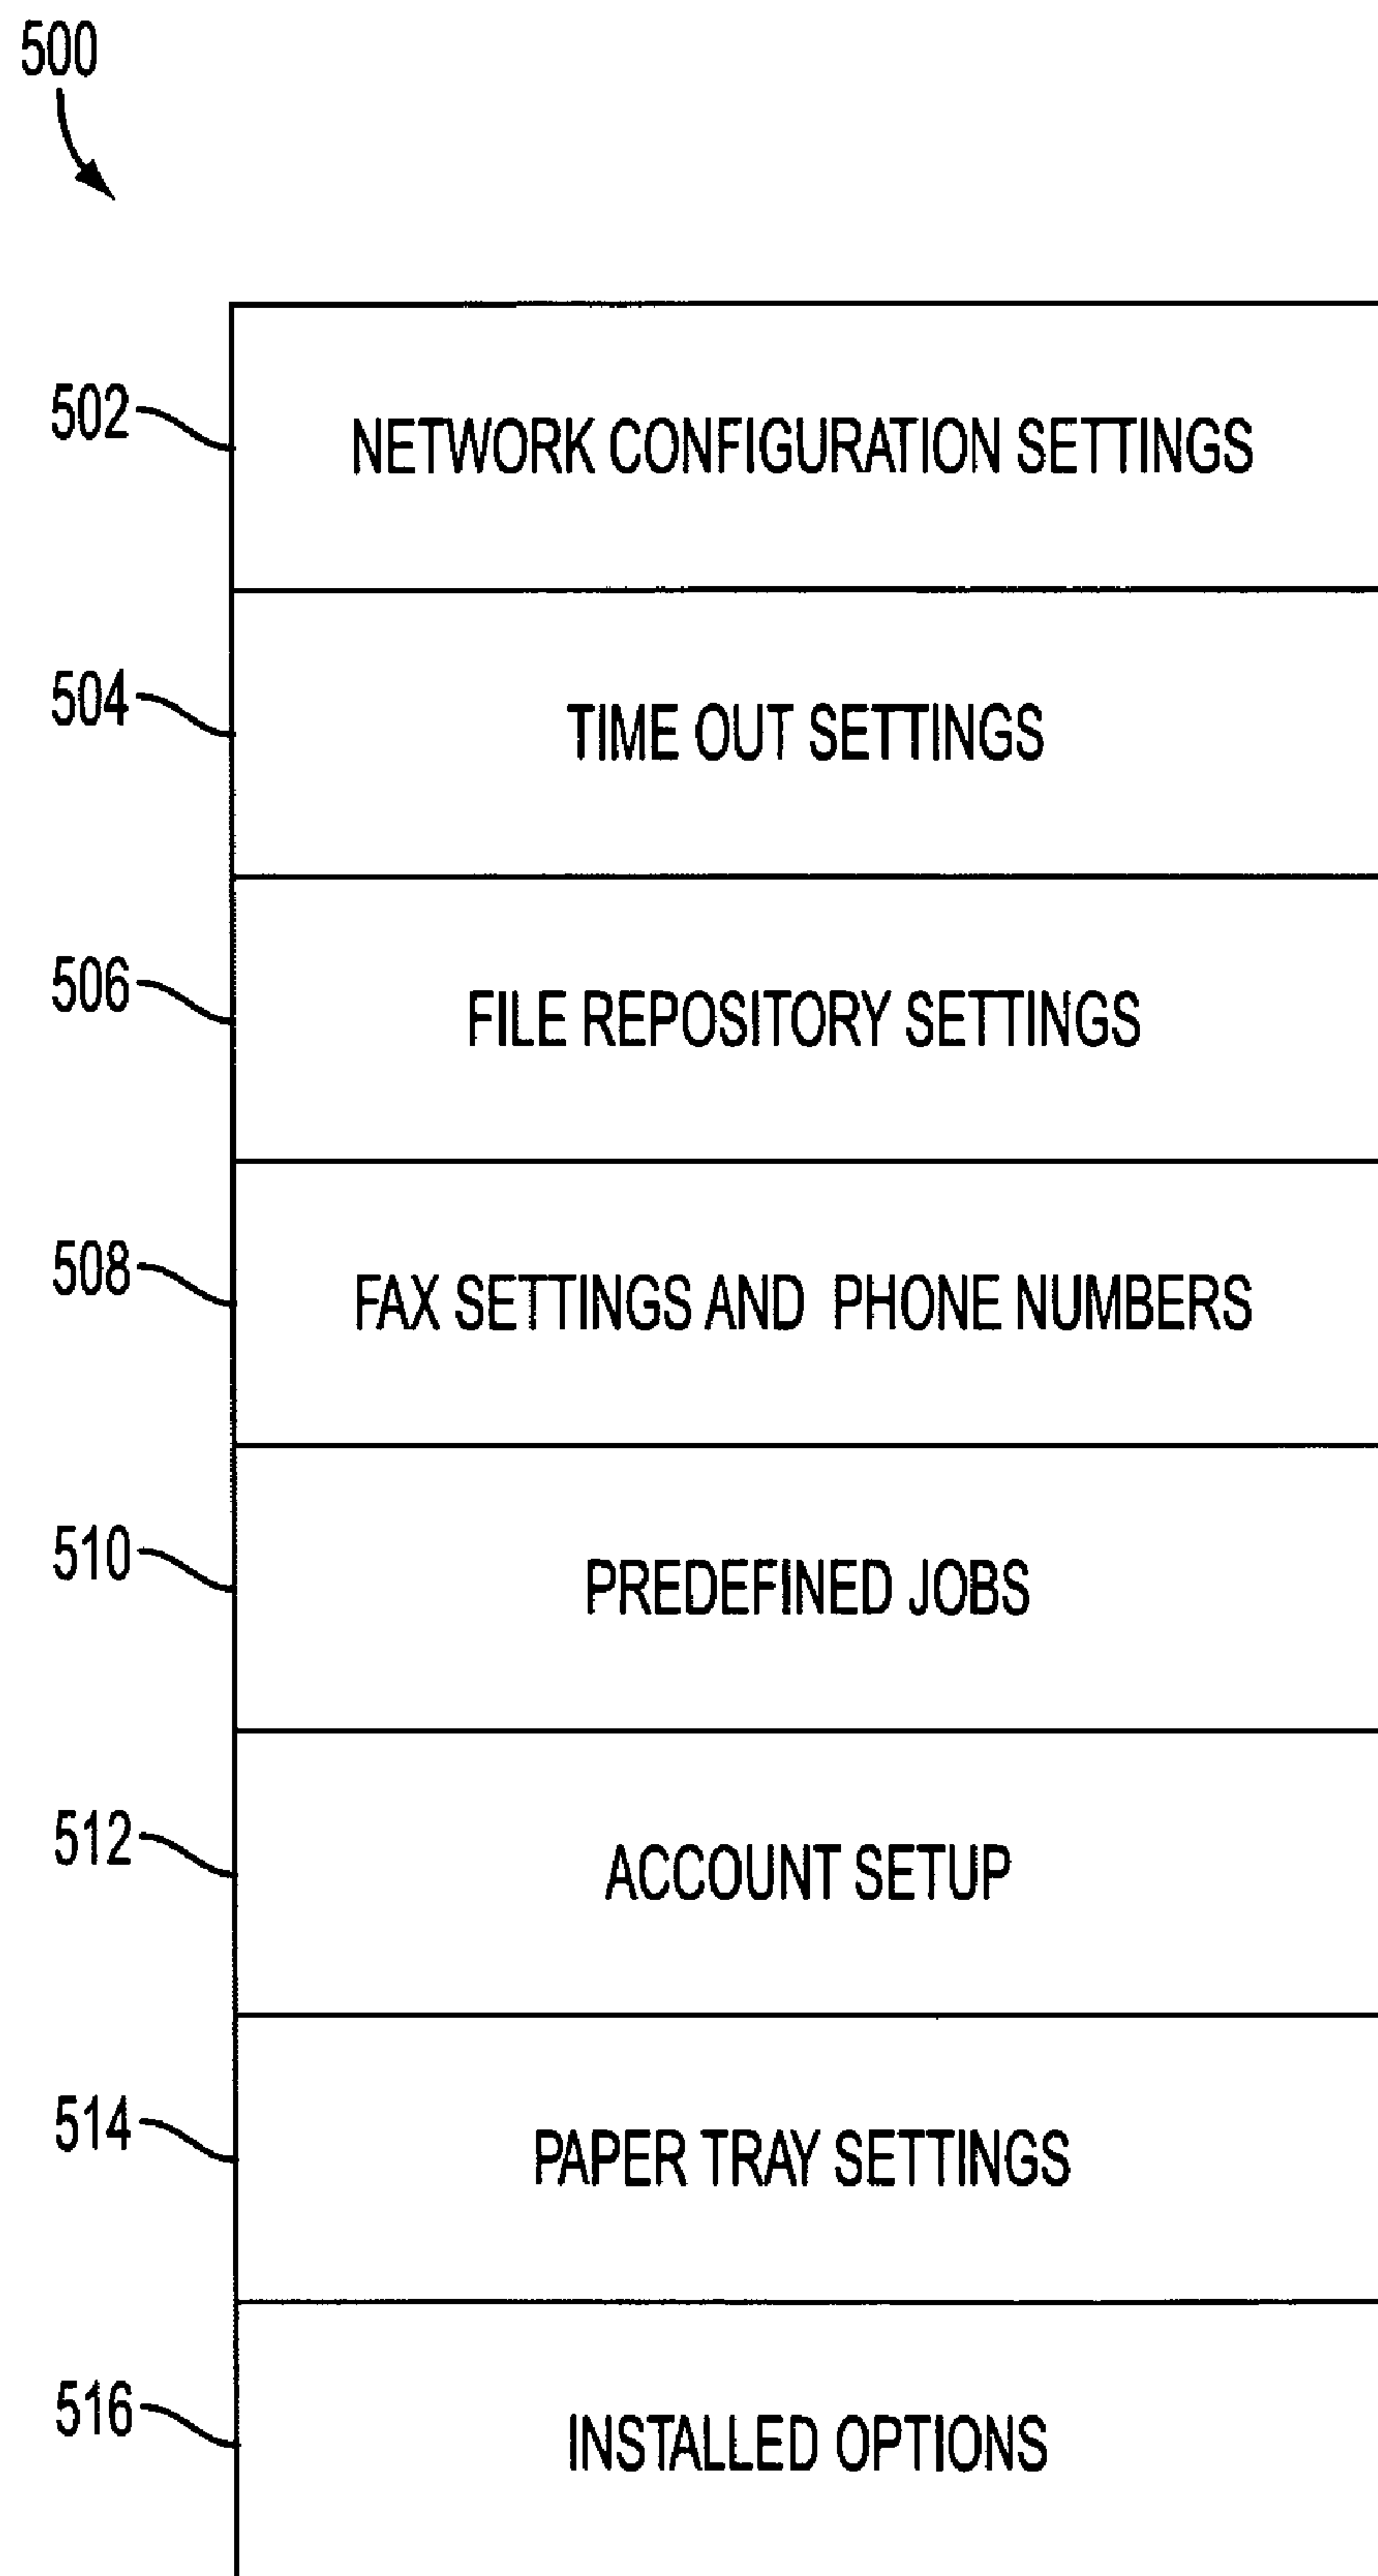 500
502 NETWORK CONFIGURATION SETTINGS
504 TIME OUT SETTINGS
506 FILE REPOSITORY SETTINGS
508 FAX SETTINGS AND PHONE NUMBERS
510 PREDEFINED JOBS
512 ACCOUNT SETUP
514 PAPER TRAY SETTINGS
516 INSTALLED OPTIONS